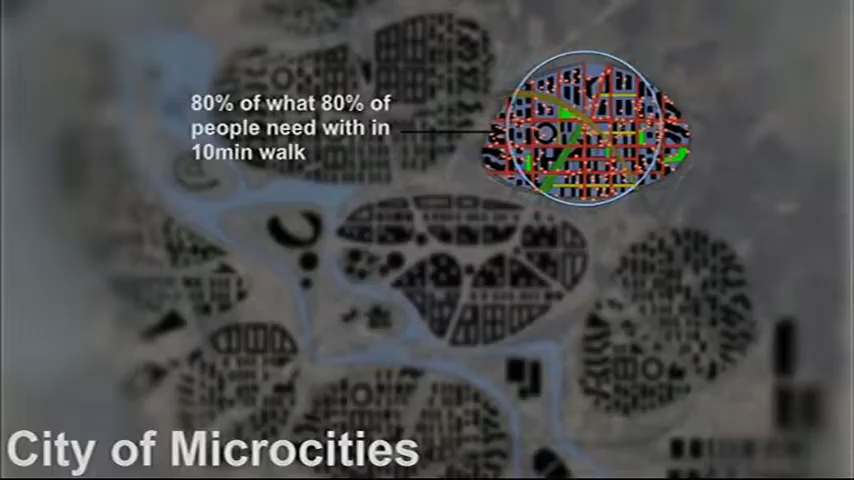 80% of what 80% of
people need with in
10min walk
City of Microcities